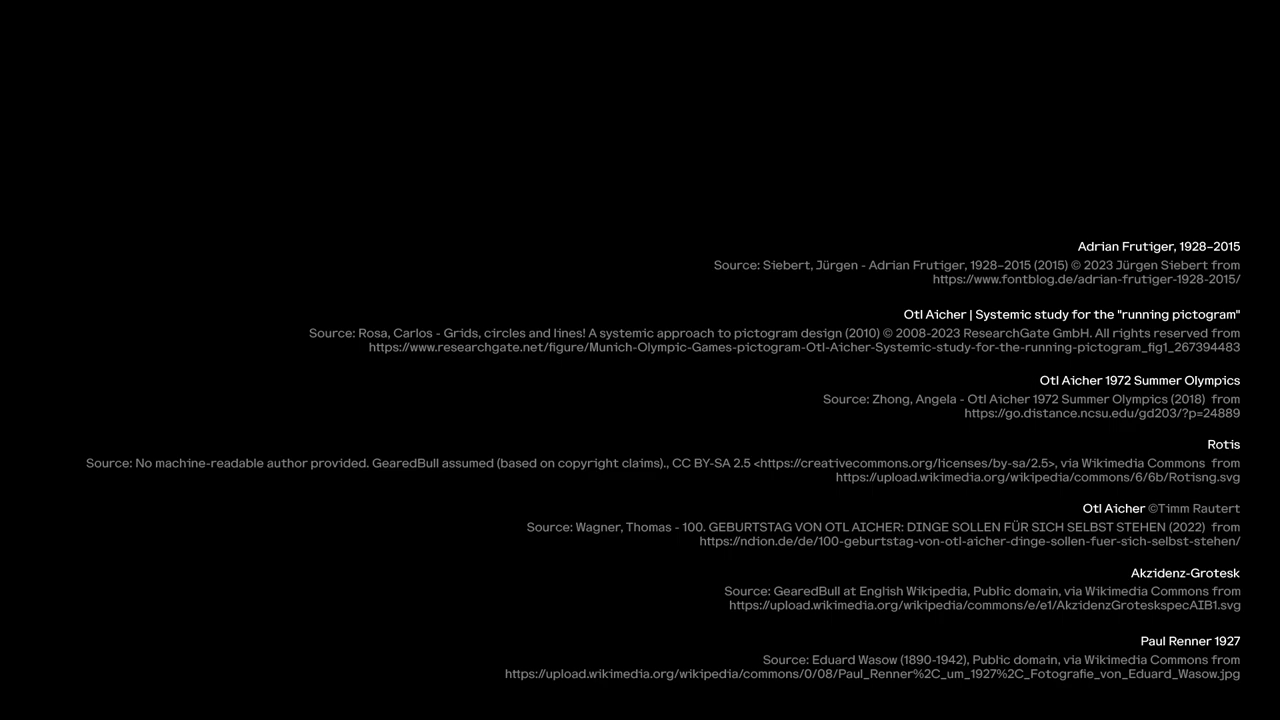 Adrian Frutiger, 1928–2015
Source: Siebert, Jürgen - Adrian Frutiger, 1928–2015 (2015) © 2023 Jürgen Siebert from
https://www.fontblog.de/adrian-frutiger-1928-2015/
Otl Aicher | Systemic study for the "running pictogram"
Source: Rosa, Carlos - Grids, circles and lines! A systemic approach to pictogram design (2010) © 2008-2023 ResearchGate GmbH. All rights reserved from
https://www.researchgate.net/figure/Munich-Olympic-Games-pictogram-Otl-Aicher-Systemic-study-for-the-running-pictogram_fig1_267394483
Otl Aicher 1972 Summer Olympics
Source: Zhong, Angela - Otl Aicher 1972 Summer Olympics (2018) from
https://go.distance.ncsu.edu/gd203/?p=24889
Rotis
Source: No machine-readable author provided. GearedBull assumed (based on copyright claims)., CC BY-SA 2.5 <https://creativecommons.org/licenses/by-sa/2.5>, via Wikimedia Commons from
https://upload.wikimedia.org/wikipedia/commons/6/6b/Rotisng.svg
Otl Aicher ©Timm Rautert
Source: Wagner, Thomas - 100. GEBURTSTAG VON OTL AICHER: DINGE SOLLEN FÜR SICH SELBST STEHEN (2022) from
https://ndion.de/de/100-geburtstag-von-otl-aicher-dinge-sollen-fuer-sich-selbst-stehen/
Akzidenz-Grotesk
Source: GearedBull at English Wikipedia, Public domain, via Wikimedia Commons from
https://upload.wikimedia.org/wikipedia/commons/e/e1/AkzidenzGroteskspecAIB1.svg
Paul Renner 1927
Source: Eduard Wasow (1890-1942), Public domain, via Wikimedia Commons from
https://upload.wikimedia.org/wikipedia/commons/0/08/Paul_Renner%2C_um_1927%2C_Fotografie_von_Eduard_Wasow.jpg